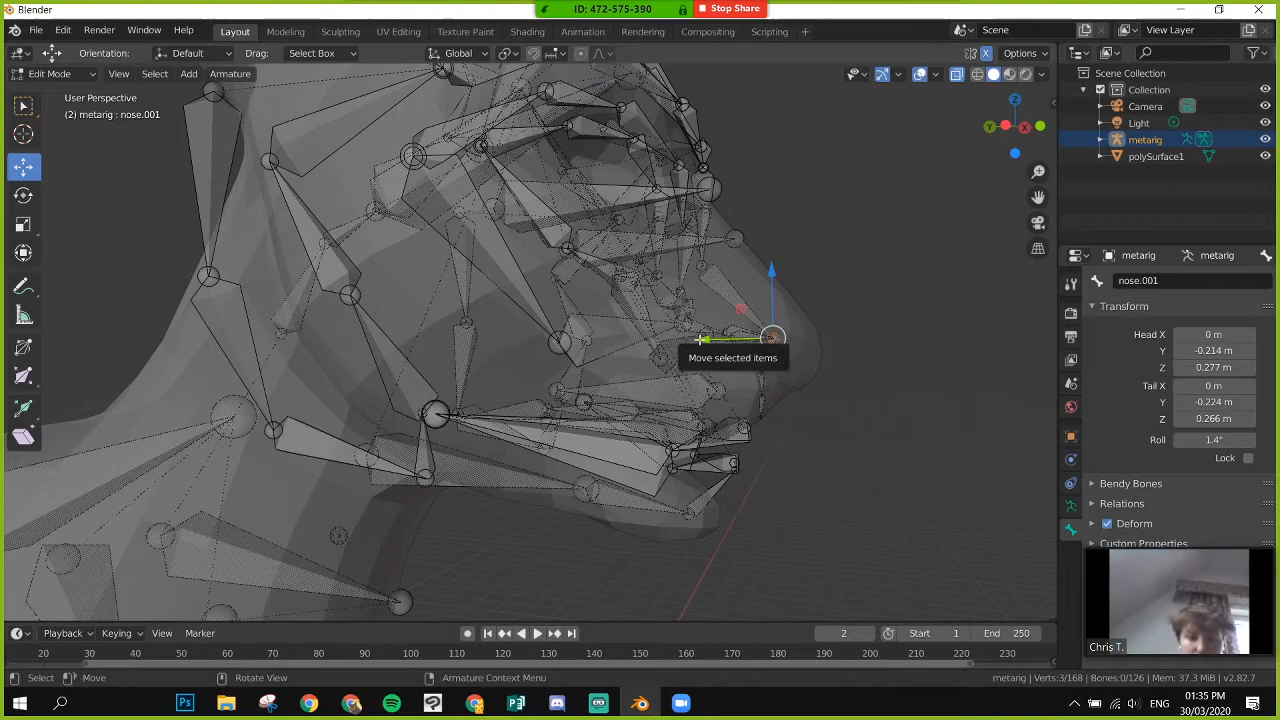 Blender
ID: 472-575-390
Stop Share
File Edit Render Window Help
Layout Modeling Sculpting UV Editing Texture Paint Shading Animation Rendering Compositing Scripting +
Scene
View Layer
Orientation: Default Drag: Select Box
Global
X
Options
Edit Mode View Select Add Armature
User Perspective
(2) metarig : nose.001
Z
Y
X
Move selected items
Scene Collection
Collection
Camera
Light
metarig
polySurface1
metarig
metarig
nose.001
Transform
Head X 0 m
Y -0.214 m
Z 0.277 m
Tail X 0 m
Y -0.224 m
Z 0.266 m
Roll 1.4°
Lock
Bendy Bones
Relations
Deform
Custom Properties
Chris T.
Playback Keying View Marker
2
Start 1
End 250
20 30 40 50 60 70 80 90 100 110 120 130 140 150 160 170 180 190 200 210 220 230
Select Move
Rotate View
Armature Context Menu
metarig | Verts:3/168 | Bones:0/126 | Mem: 37.3 MiB | v2.82.7
Ps
ENG
01:35 PM
30/03/2020